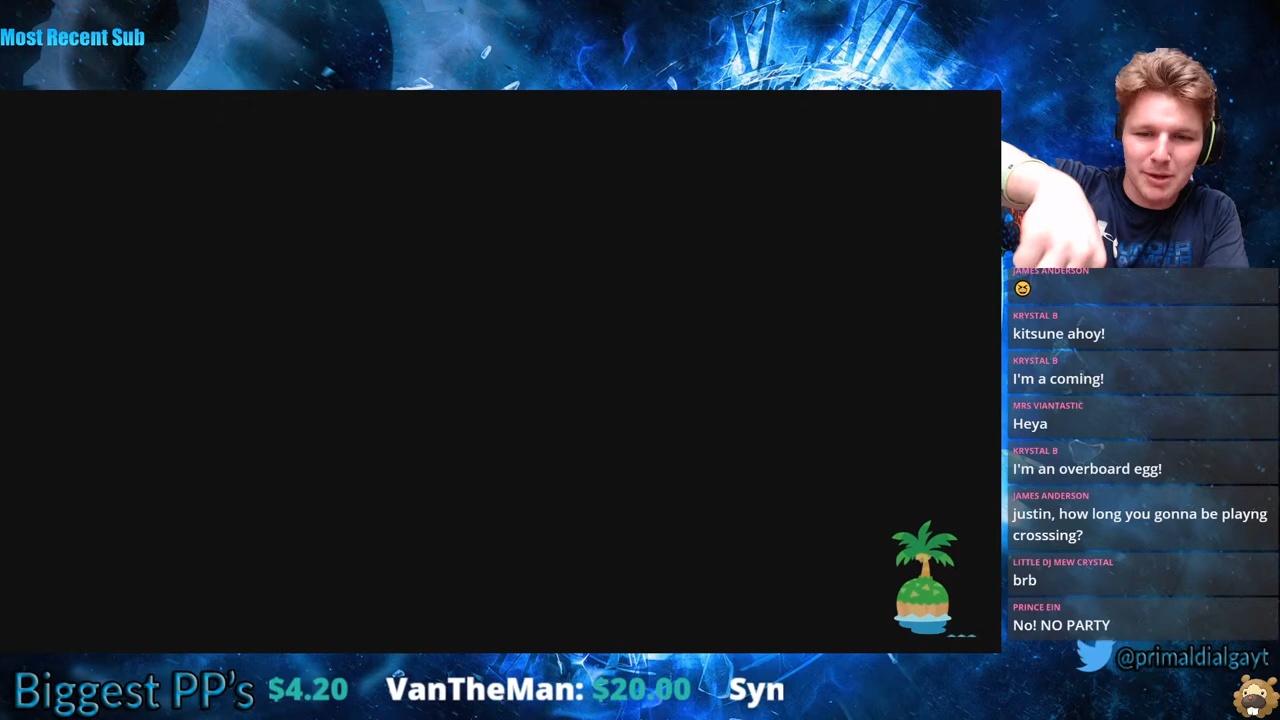 Most Recent Sub
JAMES ANDERSON
KRYSTAL B
kitsune ahoy!
KRYSTAL B
I'm a coming!
MRS VIANTASTIC
Heya
KRYSTAL B
I'm an overboard egg!
JAMES ANDERSON
justin, how long you gonna be playng
crosssing?
LITTLE DJ MEW CRYSTAL
brb
PRINCE EIN
No! NO PARTY
@primaldialgayt
Biggest PP's $4.20 VanTheMan: $20.00 Syn